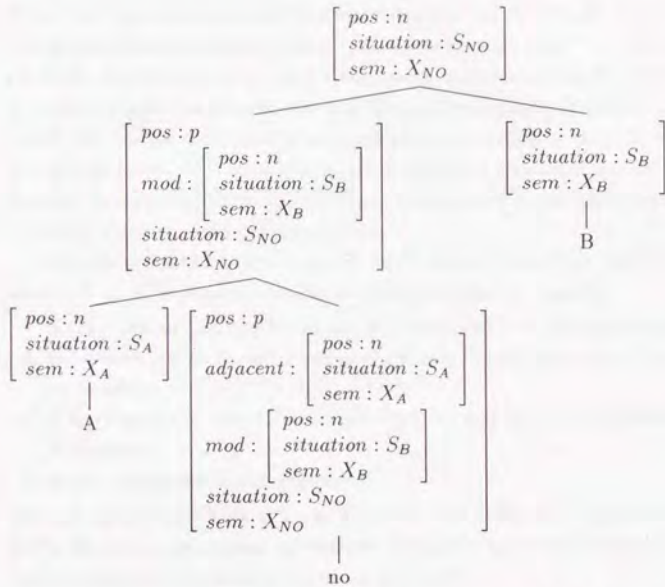 pos : n
situation : S_NO
sem : X_NO
pos : p
mod :
pos : n
situation : S_B
sem : X_B
situation : S_NO
sem : X_NO
pos : n
situation : S_B
sem : X_B
B
pos : n
situation : S_A
sem : X_A
A
pos : p
adjacent :
pos : n
situation : S_A
sem : X_A
mod :
pos : n
situation : S_B
sem : X_B
situation : S_NO
sem : X_NO
no